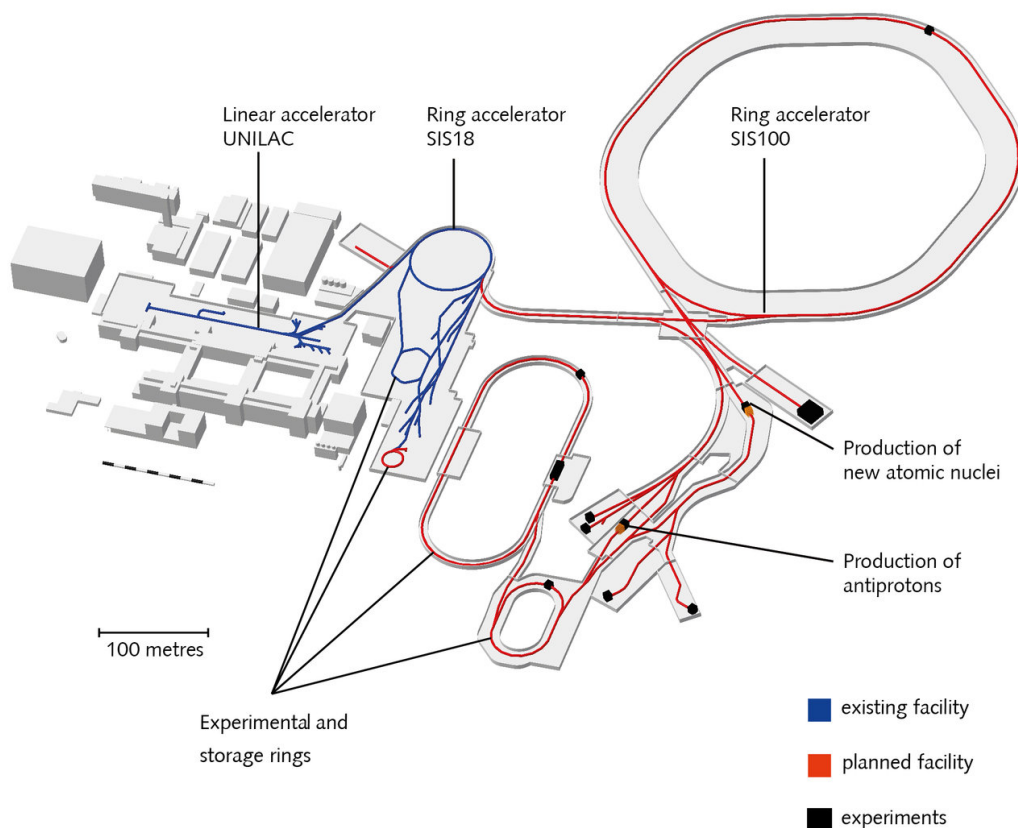 Linear accelerator
UNILAC
Ring accelerator
SIS18
Ring accelerator
SIS100
Production of
new atomic nuclei
Production of
antiprotons
100 metres
Experimental and
storage rings
existing facility
planned facility
experiments